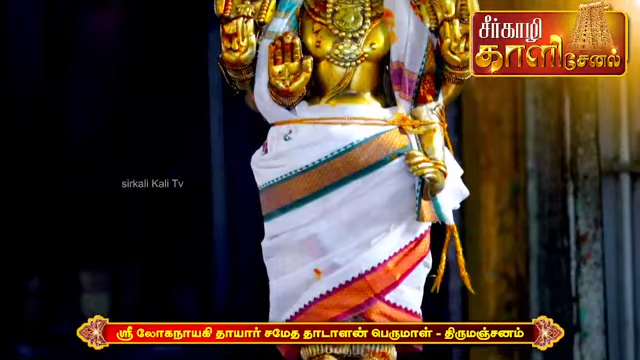 சீர்காழி
காளி சேனல்
sirkali Kali Tv
ஸ்ரீ லோகநாயகி தாயார் சமேத தாடாளன் பெருமாள் - திருமஞ்சனம்